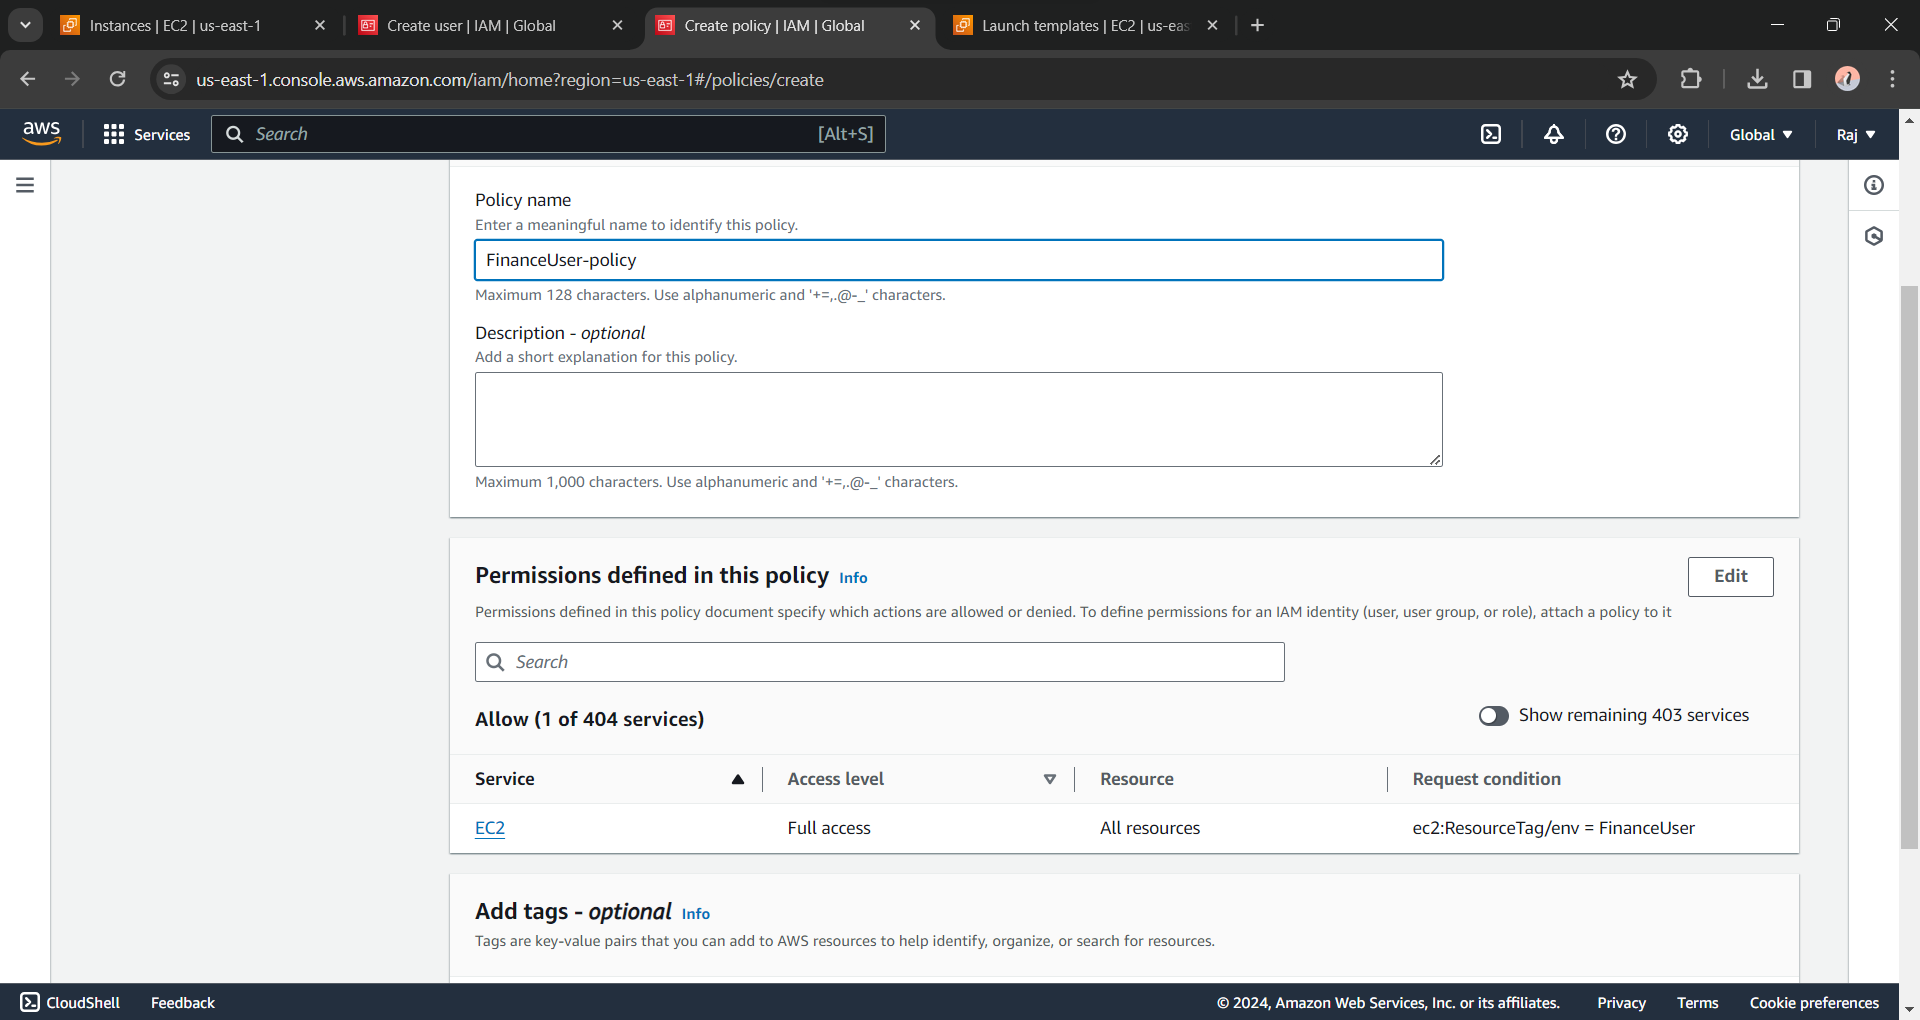 Instances | EC2 | us-east-1
Create user | IAM | Global
Create policy | IAM | Global
Launch templates | EC2 | us-eas
us-east-1.console.aws.amazon.com/iam/home?region=us-east-1#/policies/create
aws
Services
Search
[Alt+S]
Global
Raj
Policy name
Enter a meaningful name to identify this policy.
FinanceUser-policy
Maximum 128 characters. Use alphanumeric and '+=,.@-_' characters.
Description - optional
Add a short explanation for this policy.
Maximum 1,000 characters. Use alphanumeric and '+=,.@-_' characters.
Permissions defined in this policy Info
Edit
Permissions defined in this policy document specify which actions are allowed or denied. To define permissions for an IAM identity (user, user group, or role), attach a policy to it
Search
Allow (1 of 404 services)
Show remaining 403 services
Service
Access level
Resource
Request condition
EC2
Full access
All resources
ec2:ResourceTag/env = FinanceUser
Add tags - optional Info
Tags are key-value pairs that you can add to AWS resources to help identify, organize, or search for resources.
CloudShell
Feedback
© 2024, Amazon Web Services, Inc. or its affiliates.
Privacy
Terms
Cookie preferences